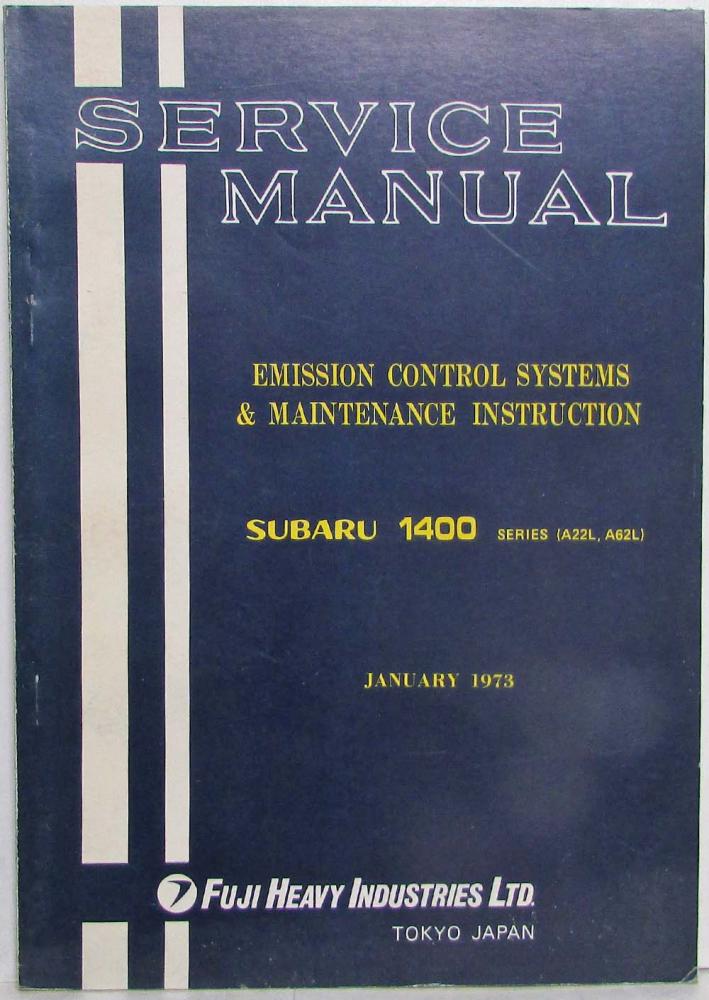 SERVICE
MANUAL
EMISSION CONTROL SYSTEMS
& MAINTENANCE INSTRUCTION
SUBARU 1400 SERIES (A22L, A62L)
JANUARY 1973
FUJI HEAVY INDUSTRIES LTD.
TOKYO JAPAN